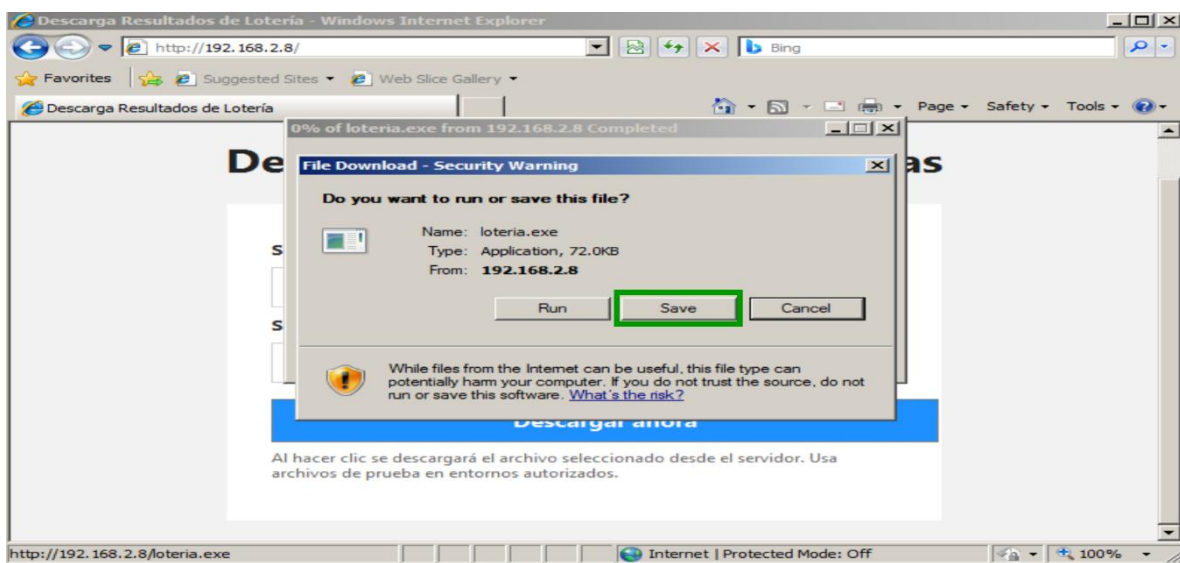 Descarga Resultados de Lotería - Windows Internet Explorer
http://192.168.2.8/
Bing
Favorites
Suggested Sites
Web Slice Gallery
Descarga Resultados de Lotería
Page
Safety
Tools
0% of loteria.exe from 192.168.2.8 Completed
De
as
File Download - Security Warning
Do you want to run or save this file?
Name: loteria.exe
Type: Application, 72.0KB
From: 192.168.2.8
S
Run
Save
Cancel
S
While files from the Internet can be useful, this file type can
potentially harm your computer. If you do not trust the source, do not
run or save this software. What's the risk?
Descargar ahora
Al hacer clic se descargará el archivo seleccionado desde el servidor. Usa
archivos de prueba en entornos autorizados.
http://192.168.2.8/loteria.exe
Internet | Protected Mode: Off
100%